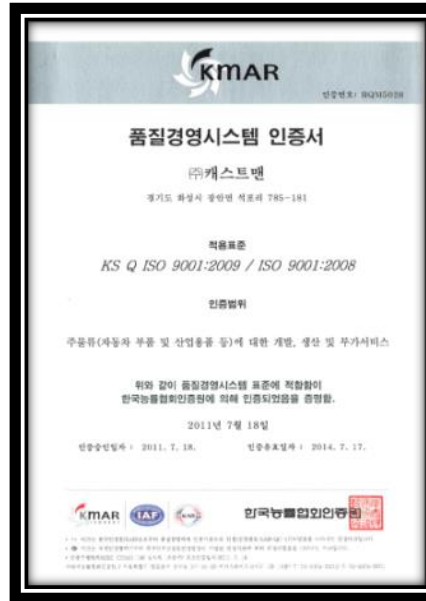 KMAR
인증번호: BQM5028
품질경영시스템 인증서
㈜캐스트맨
경기도 화성시 장안면 석포리 785-181
적용표준
KS Q ISO 9001:2009 / ISO 9001:2008
인증범위
주물류(자동차 부품 및 산업용품 등)에 대한 개발, 생산 및 부가서비스
위와 같이 품질경영시스템 표준에 적합함이
한국능률협회인증원에 의해 인증되었음을 증명함.
2011년 7월 18일
인증승인일자 : 2011. 7. 18. 인증유효일자 : 2014. 7. 17.
KMAR IAF 한국능률협회인증원